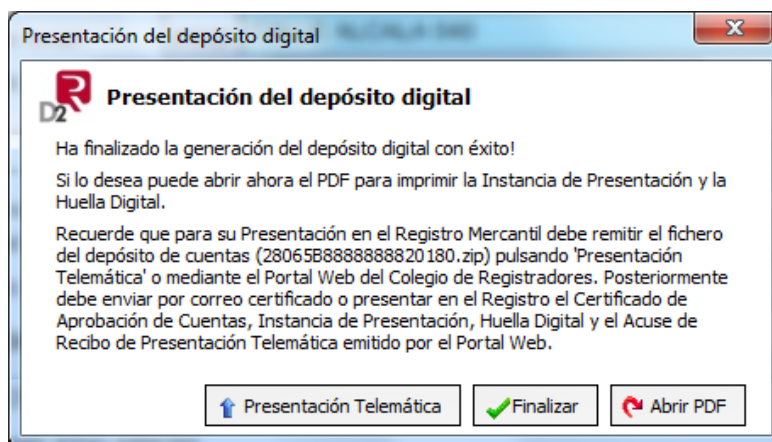 Presentación del depósito digital
D2R
Presentación del depósito digital
Ha finalizado la generación del depósito digital con éxito!
Si lo desea puede abrir ahora el PDF para imprimir la Instancia de Presentación y la
Huella Digital.
Recuerde que para su Presentación en el Registro Mercantil debe remitir el fichero
del depósito de cuentas (28065B8888888820180.zip) pulsando 'Presentación
Telemática' o mediante el Portal Web del Colegio de Registradores. Posteriormente
debe enviar por correo certificado o presentar en el Registro el Certificado de
Aprobación de Cuentas, Instancia de Presentación, Huella Digital y el Acuse de
Recibo de Presentación Telemática emitido por el Portal Web.
Presentación Telemática
Finalizar
Abrir PDF